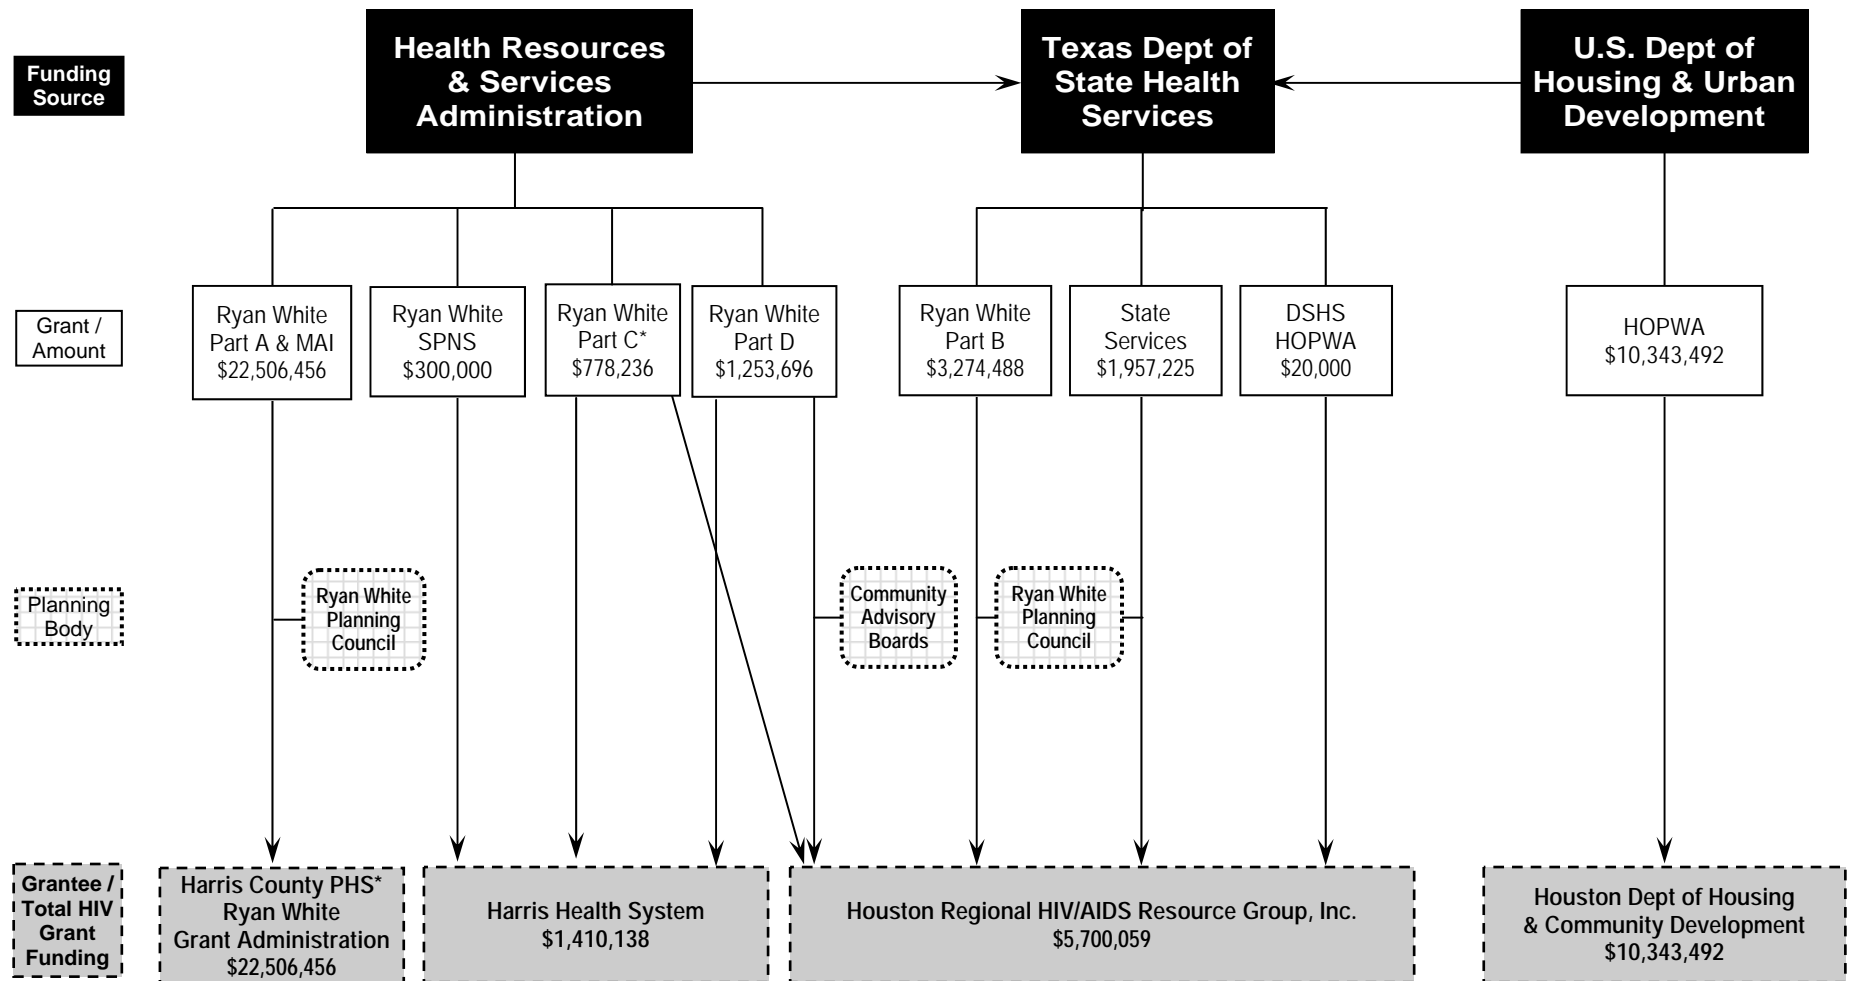 Funding
Source
Health Resources
& Services
Administration
Texas Dept of
State Health
Services
U.S. Dept of
Housing & Urban
Development
Grant /
Amount
Ryan White
Part A & MAI
$22,506,456
Ryan White
SPNS
$300,000
Ryan White
Part C*
$778,236
Ryan White
Part D
$1,253,696
Ryan White
Part B
$3,274,488
State
Services
$1,957,225
DSHS
HOPWA
$20,000
HOPWA
$10,343,492
Planning
Body
Ryan White
Planning
Council
Community
Advisory
Boards
Ryan White
Planning
Council
Grantee /
Total HIV
Grant
Funding
Harris County PHS*
Ryan White
Grant Administration
$22,506,456
Harris Health System
$1,410,138
Houston Regional HIV/AIDS Resource Group, Inc.
$5,700,059
Houston Dept of Housing
& Community Development
$10,343,492